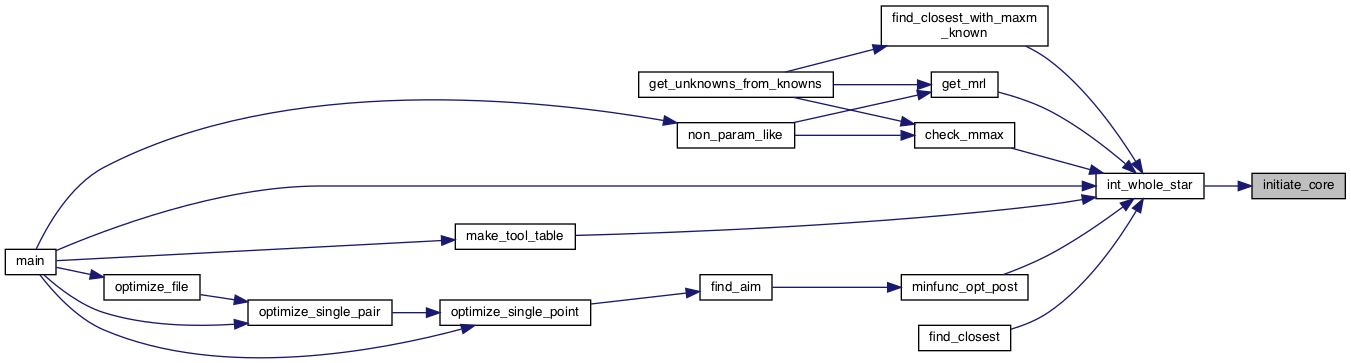 find_closest_with_maxm
_known
get_unknowns_from_knowns
get_mrl
non_param_like
check_mmax
int_whole_star
initiate_core
make_tool_table
main
optimize_file
find_aim
minfunc_opt_post
optimize_single_pair
optimize_single_point
find_closest